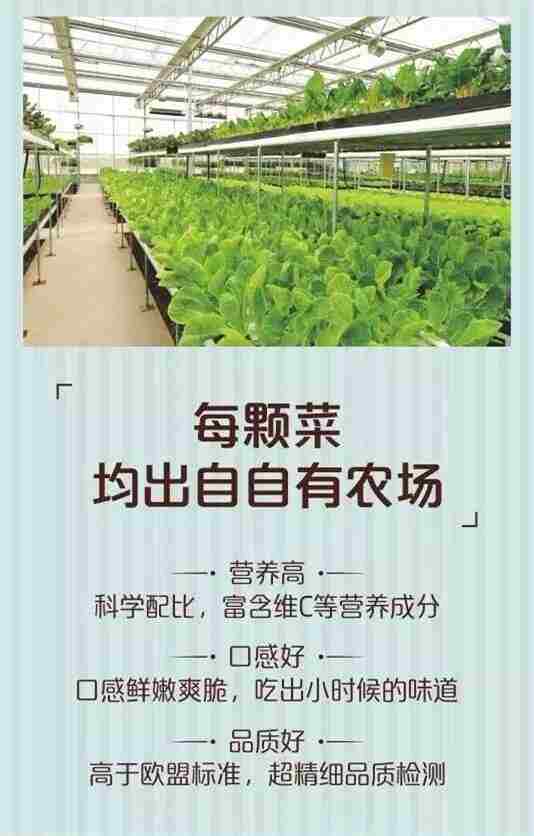 每颗菜
均出自自有农场
营养高
科学配比，富含维C等营养成分
口感好
口感鲜嫩爽脆，吃出小时候的味道
品质好
高于欧盟标准，超精细品质检测